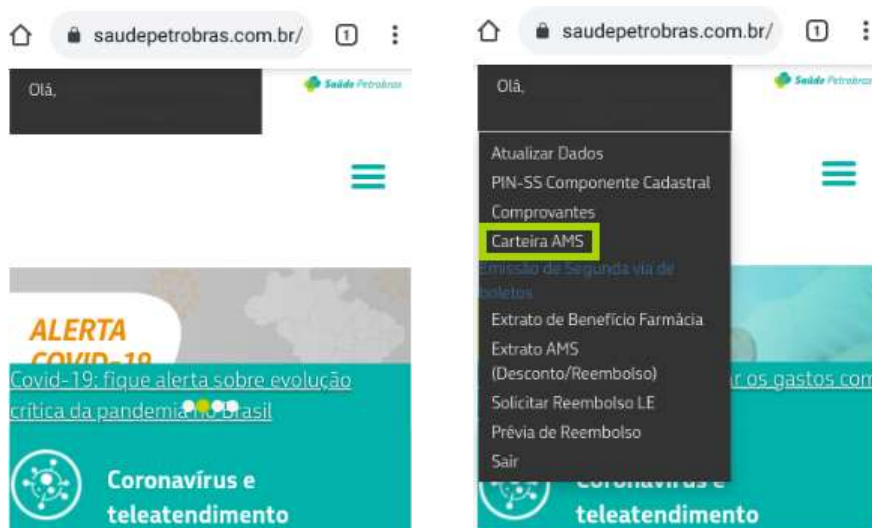 saudepetrobras.com.br/
1
Olá,
Saúde Petrobras
ALERTA
COVID-19
Covid-19: fique alerta sobre evolução
crítica da pandemia no Brasil
Coronavírus e
teleatendimento
saudepetrobras.com.br/
1
Olá,
Saúde Petrobras
Atualizar Dados
PIN-SS Componente Cadastral
Comprovantes
Carteira AMS
Emissão de Segunda via de
boletos
Extrato de Benefício Farmácia
Extrato AMS
(Desconto/Reembolso)
r os gastos com
Solicitar Reembolso LE
Prévia de Reembolso
Sair
Coronavírus e
teleatendimento